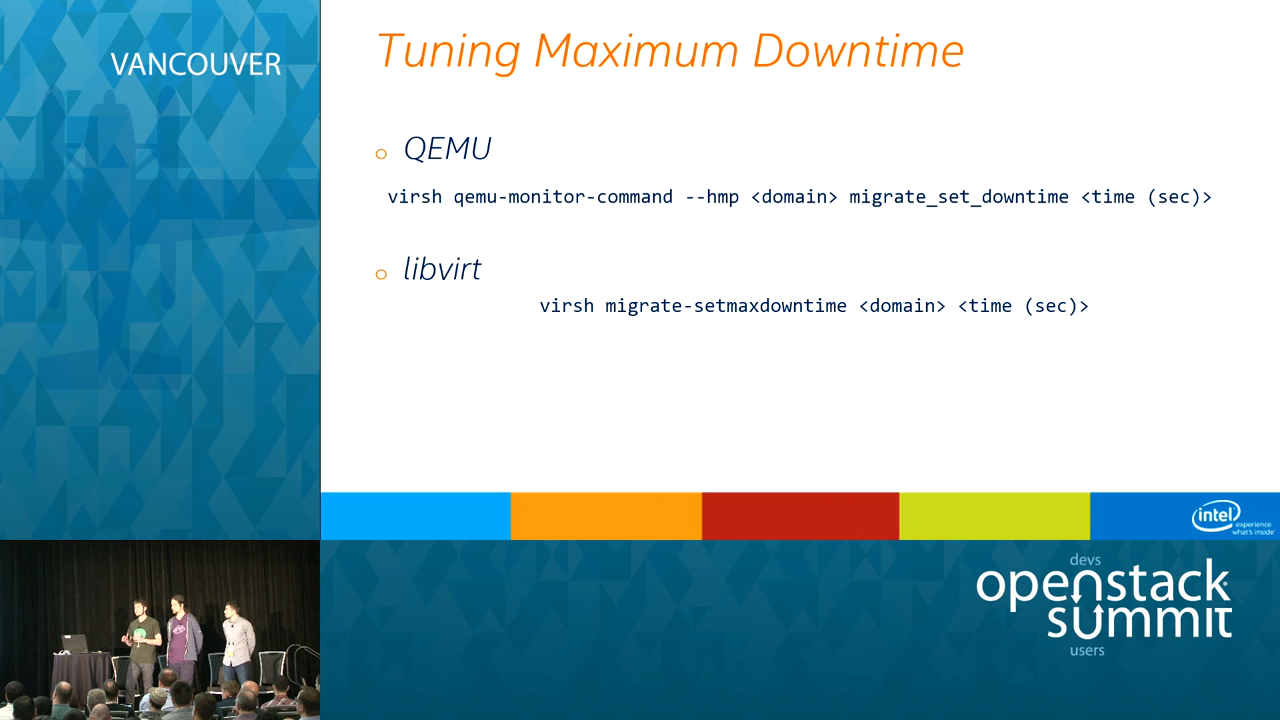 VANCOUVER
Tuning Maximum Downtime
o QEMU
virsh qemu-monitor-command --hmp <domain> migrate_set_downtime <time (sec)>
o libvirt
virsh migrate-setmaxdowntime <domain> <time (sec)>
intel
experience
what's inside™
devs
openstack
summit
users